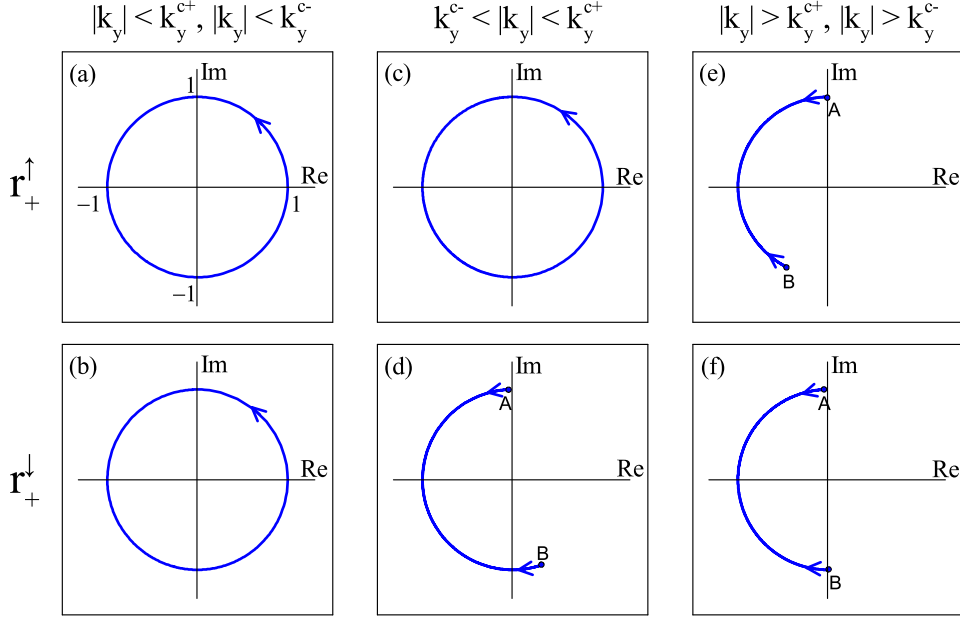 |k_y| < k_y^{c+}, |k_y| < k_y^{c-}
k_y^{c-} < |k_y| < k_y^{c+}
|k_y| > k_y^{c+}, |k_y| > k_y^{c-}
r_+^↑
(a) Im
1
Re
−1 1
−1
(c) Im
Re
(e) Im
A
Re
B
r_+^↓
(b) Im
Re
(d) Im
A
Re
B
(f) Im
A
Re
B